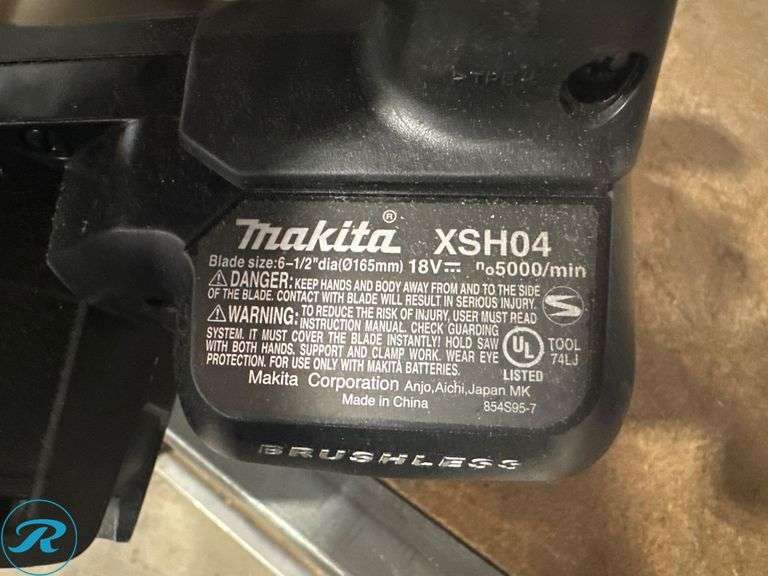 Makita® XSH04
Blade size:6-1/2"dia(Ø165mm) 18V⎓ n₀5000/min
⚠DANGER: KEEP HANDS AND BODY AWAY FROM AND TO THE SIDE
OF THE BLADE. CONTACT WITH BLADE WILL RESULT IN SERIOUS INJURY.
⚠WARNING: TO REDUCE THE RISK OF INJURY, USER MUST READ
INSTRUCTION MANUAL. CHECK GUARDING
SYSTEM. IT MUST COVER THE BLADE INSTANTLY! HOLD SAW
WITH BOTH HANDS. SUPPORT AND CLAMP WORK. WEAR EYE
PROTECTION. FOR USE ONLY WITH MAKITA BATTERIES.
UL
LISTED
TOOL
74LJ
Makita Corporation Anjo,Aichi,Japan MK
Made in China
854S95-7
BRUSHLESS
R